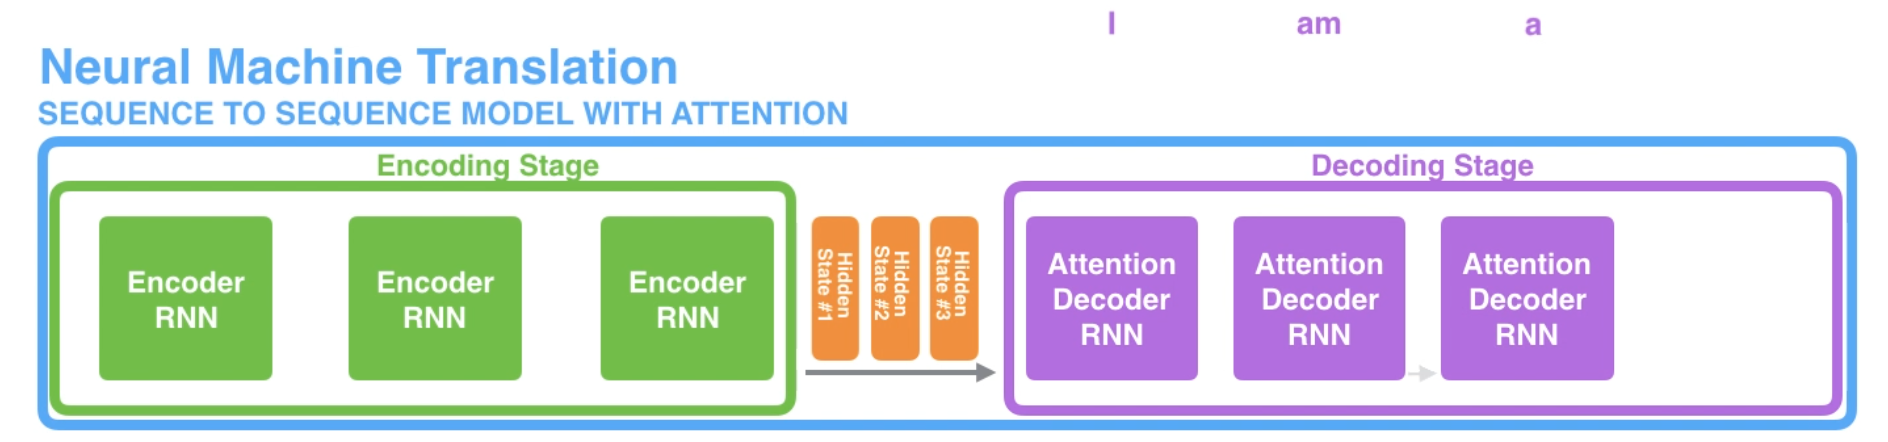 I am a
Neural Machine Translation
SEQUENCE TO SEQUENCE MODEL WITH ATTENTION
Encoding Stage
Decoding Stage
Encoder
RNN
Encoder
RNN
Encoder
RNN
Hidden
State #1
Hidden
State #2
Hidden
State #3
Attention
Decoder
RNN
Attention
Decoder
RNN
Attention
Decoder
RNN